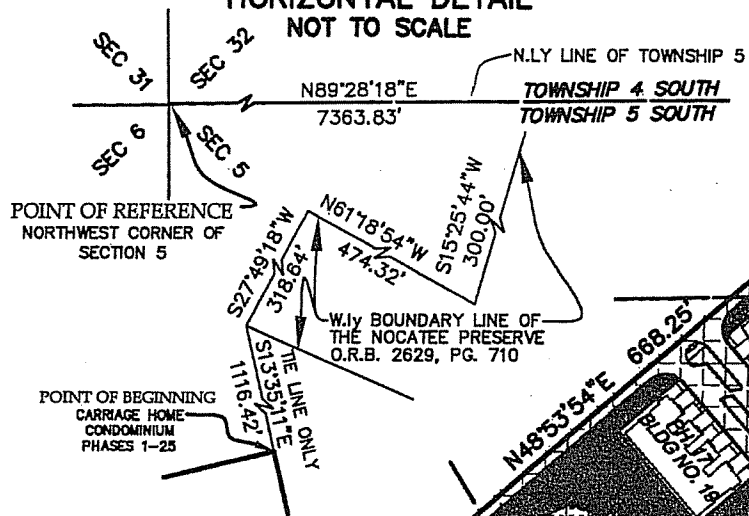 HORIZONTAL DETAIL
NOT TO SCALE
N.LY LINE OF TOWNSHIP 5
SEC 31
SEC 32
N89°28'18"E
7363.83'
TOWNSHIP 4 SOUTH
TOWNSHIP 5 SOUTH
SEC 6
SEC 5
POINT OF REFERENCE
NORTHWEST CORNER OF
SECTION 5
N61°18'54"W
474.32'
S15°25'44"W
300.00'
S27°49'18"W
318.64'
W.ly BOUNDARY LINE OF
THE NOCATEE PRESERVE
O.R.B. 2629, PG. 710
S13°35'11"E
1116.42'
TIE LINE ONLY
POINT OF BEGINNING
CARRIAGE HOME
CONDOMINIUM
PHASES 1-25
N48°53'54"E 668.25'
PH. 17
BLDG NO. 18